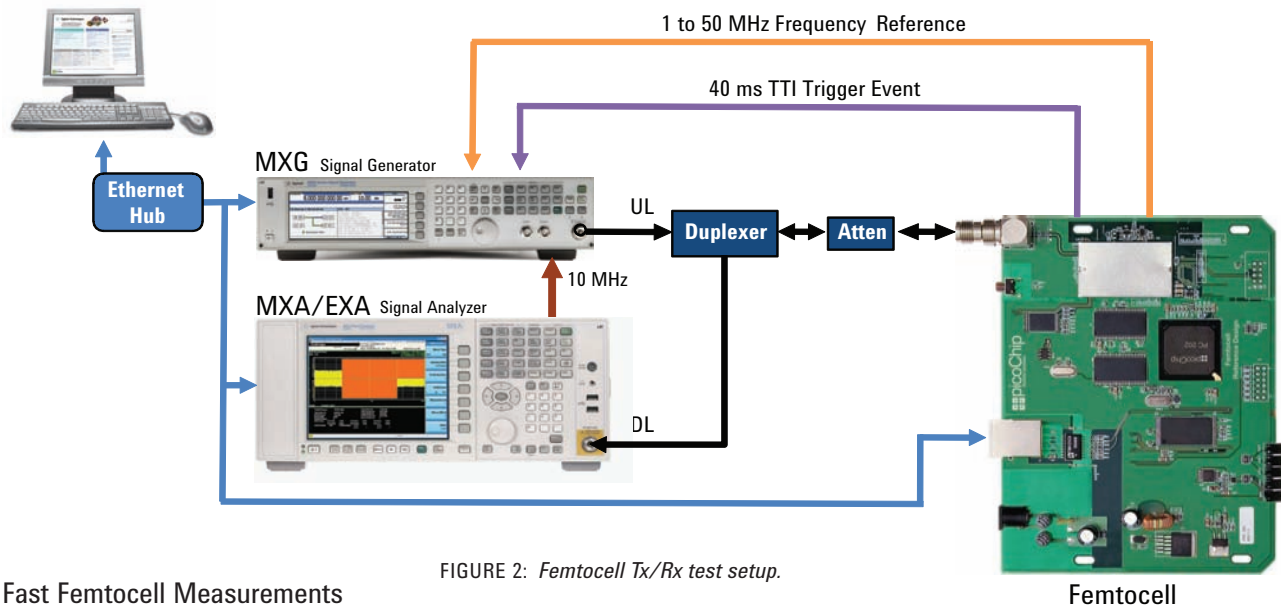 1 to 50 MHz Frequency Reference
40 ms TTI Trigger Event
MXG Signal Generator
Ethernet
Hub
UL
Duplexer
Atten
10 MHz
MXA/EXA Signal Analyzer
DL
picoChip
picoChip
FIGURE 2: Femtocell Tx/Rx test setup.
Fast Femtocell Measurements
Femtocell